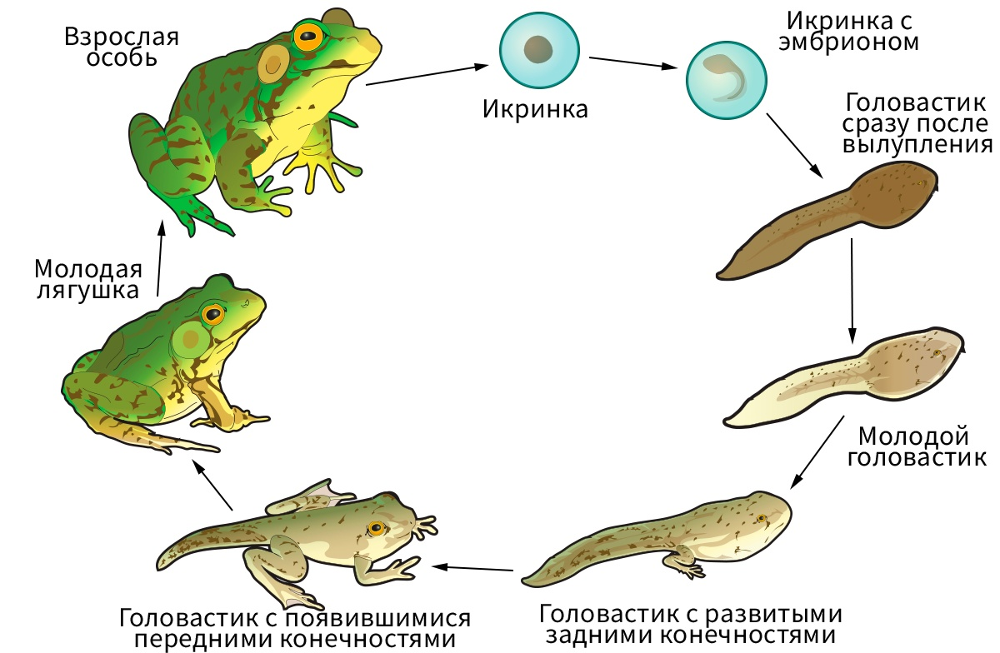 Взрослая
особь
Икринка
Икринка с
эмбрионом
Головастик
сразу после
вылупления
Молодой
головастик
Головастик с развитыми
задними конечностями
Головастик с появившимися
передними конечностями
Молодая
лягушка